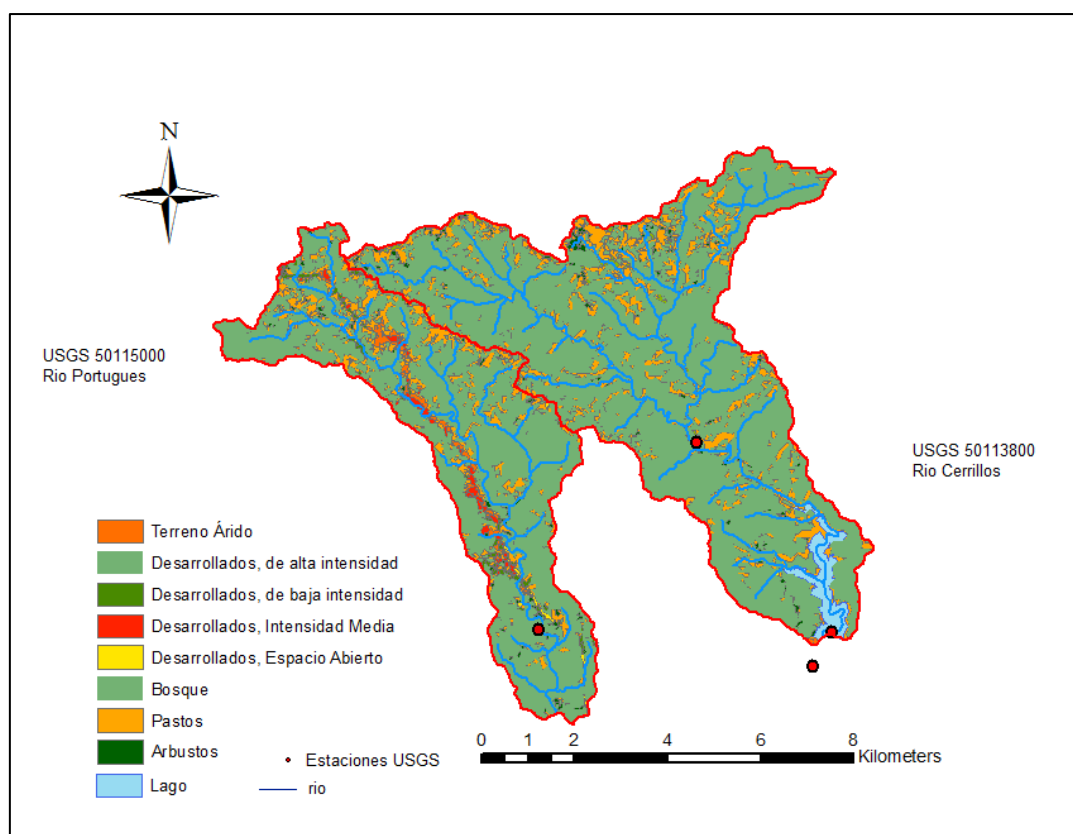 N
USGS 50115000
Rio Portugues
USGS 50113800
Rio Cerrillos
Terreno Árido
Desarrollados, de alta intensidad
Desarrollados, de baja intensidad
Desarrollados, Intensidad Media
Desarrollados, Espacio Abierto
Bosque
Pastos
Arbustos
Lago
Estaciones USGS
rio
0 1 2 4 6 8
Kilometers